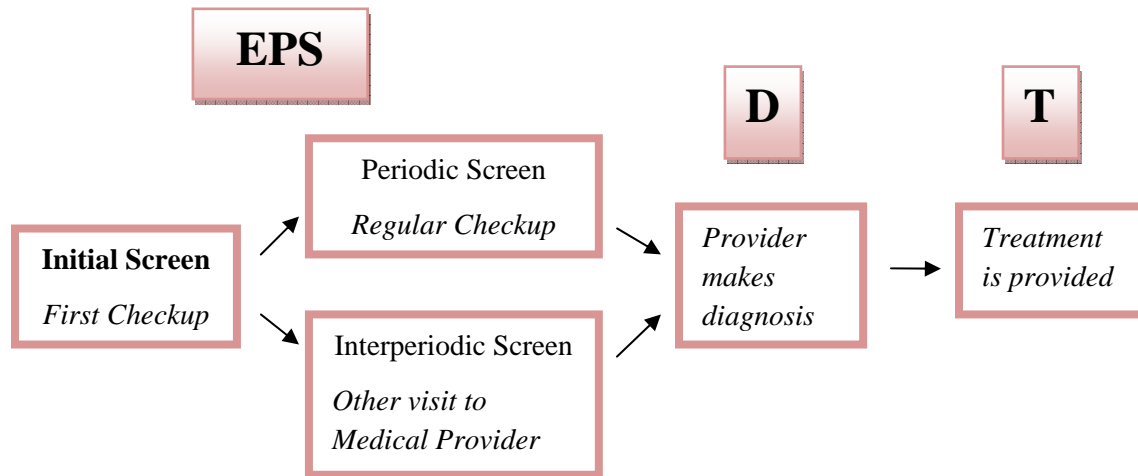 EPS
D
T
Initial Screen
First Checkup
Periodic Screen
Regular Checkup
Interperiodic Screen
Other visit to
Medical Provider
Provider
makes
diagnosis
Treatment
is provided